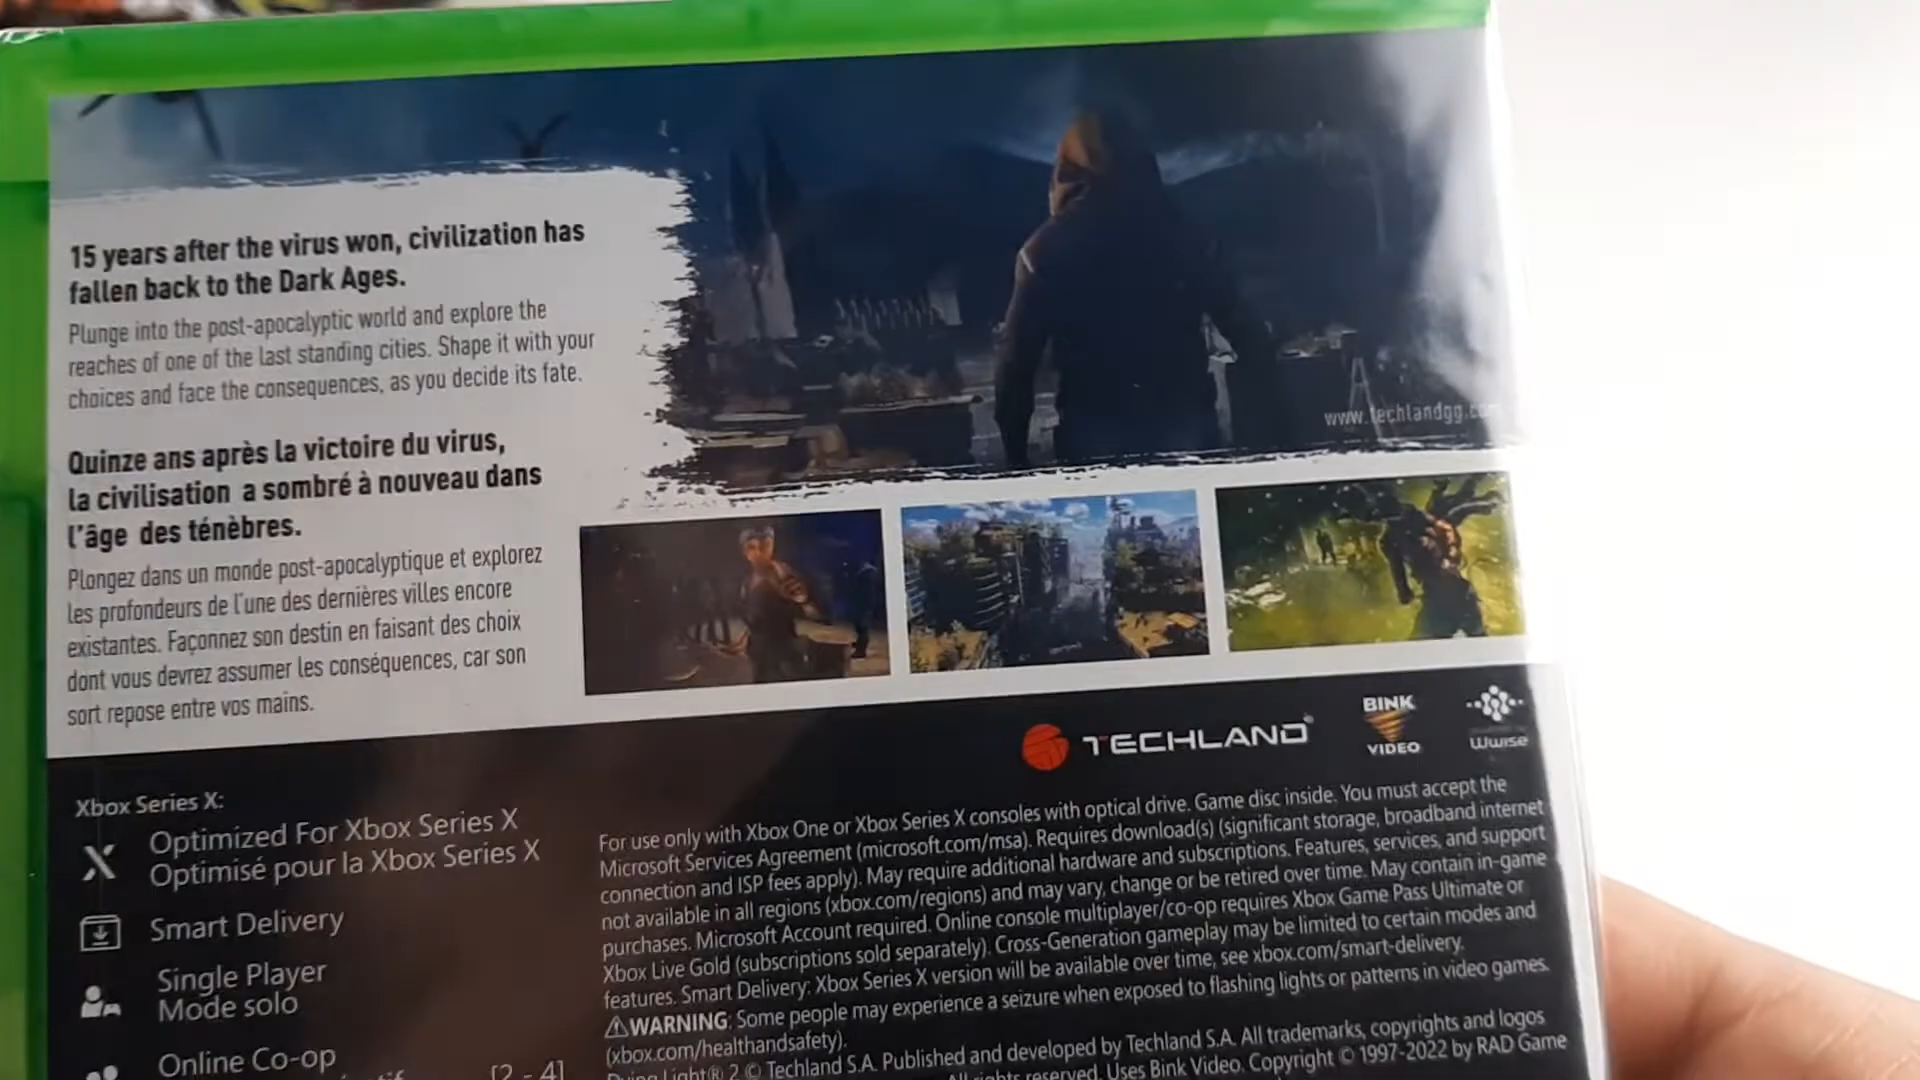 15 years after the virus won, civilization has
fallen back to the Dark Ages.
Plunge into the post-apocalyptic world and explore the
reaches of one of the last standing cities. Shape it with your
choices and face the consequences, as you decide its fate.
Quinze ans après la victoire du virus,
la civilisation a sombré à nouveau dans
l'âge des ténèbres.
Plongez dans un monde post-apocalyptique et explorez
les profondeurs de l'une des dernières villes encore
existantes. Façonnez son destin en faisant des choix
dont vous devrez assumer les conséquences, car son
sort repose entre vos mains.
www.techlandgg.com
TECHLAND®
BINK
VIDEO
Wwise
Xbox Series X:
Optimized For Xbox Series X
Optimisé pour la Xbox Series X
Smart Delivery
Single Player
Mode solo
Online Co-op
[2 - 4]
For use only with Xbox One or Xbox Series X consoles with optical drive. Game disc inside. You must accept the
Microsoft Services Agreement (microsoft.com/msa). Requires download(s) (significant storage, broadband internet
connection and ISP fees apply). May require additional hardware and subscriptions. Features, services, and support
not available in all regions (xbox.com/regions) and may vary, change or be retired over time. May contain in-game
purchases. Microsoft Account required. Online console multiplayer/co-op requires Xbox Game Pass Ultimate or
Xbox Live Gold (subscriptions sold separately). Cross-Generation gameplay may be limited to certain modes and
features. Smart Delivery: Xbox Series X version will be available over time, see xbox.com/smart-delivery.
⚠WARNING: Some people may experience a seizure when exposed to flashing lights or patterns in video games.
(xbox.com/healthandsafety).
Dying Light® 2 © Techland S.A. Published and developed by Techland S.A. All trademarks, copyrights and logos
All rights reserved. Uses Bink Video. Copyright © 1997-2022 by RAD Game